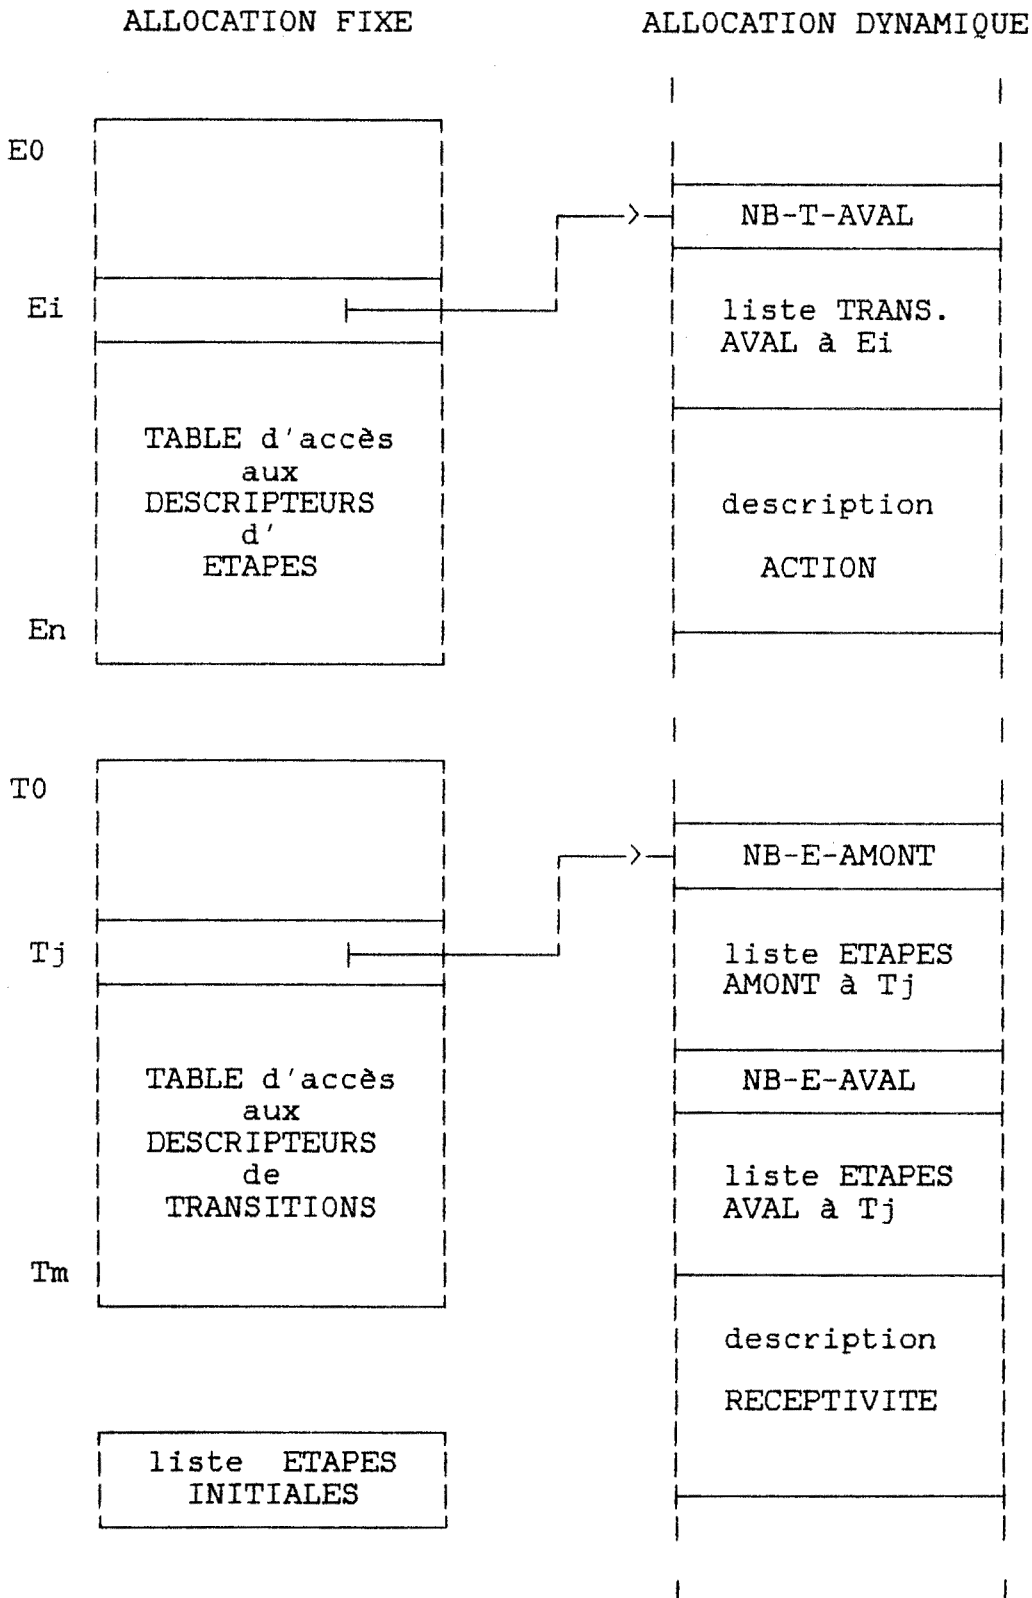 ALLOCATION FIXE
ALLOCATION DYNAMIQUE
E0
NB-T-AVAL
Ei
liste TRANS.
AVAL à Ei
TABLE d'accès
aux
DESCRIPTEURS
d'
ETAPES
description
ACTION
En
T0
NB-E-AMONT
Tj
liste ETAPES
AMONT à Tj
TABLE d'accès
aux
DESCRIPTEURS
de
TRANSITIONS
NB-E-AVAL
liste ETAPES
AVAL à Tj
Tm
description
RECEPTIVITE
liste ETAPES
INITIALES